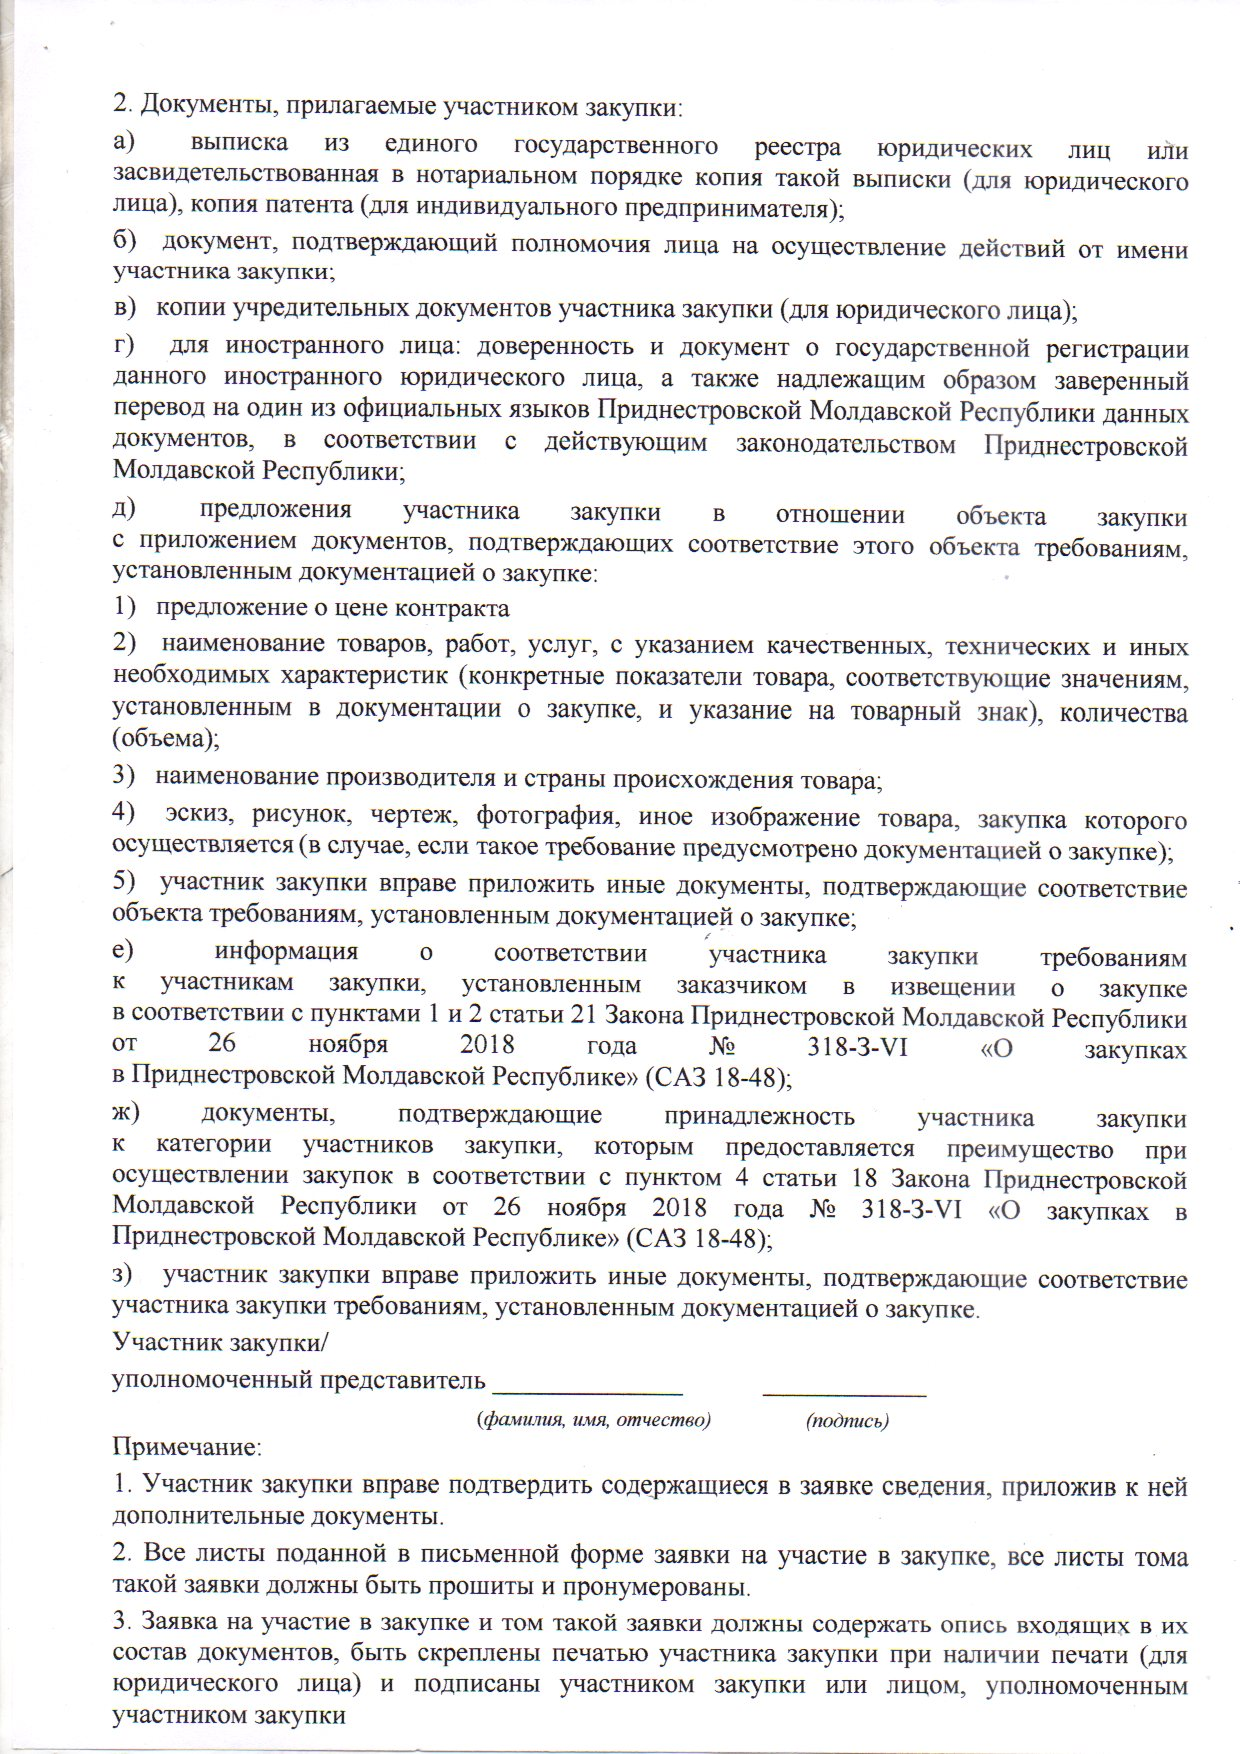 2. Документы, прилагаемые участником закупки:
а) выписка из единого государственного реестра юридических лиц или
засвидетельствованная в нотариальном порядке копия такой выписки (для юридического
лица), копия патента (для индивидуального предпринимателя);
б) документ, подтверждающий полномочия лица на осуществление действий от имени
участника закупки;
в) копии учредительных документов участника закупки (для юридического лица);
г) для иностранного лица: доверенность и документ о государственной регистрации
данного иностранного юридического лица, а также надлежащим образом заверенный
перевод на один из официальных языков Приднестровской Молдавской Республики данных
документов, в соответствии с действующим законодательством Приднестровской
Молдавской Республики;
д) предложения участника закупки в отношении объекта закупки
с приложением документов, подтверждающих соответствие этого объекта требованиям,
установленным документацией о закупке:
1) предложение о цене контракта
2) наименование товаров, работ, услуг, с указанием качественных, технических и иных
необходимых характеристик (конкретные показатели товара, соответствующие значениям,
установленным в документации о закупке, и указание на товарный знак), количества
(объема);
3) наименование производителя и страны происхождения товара;
4) эскиз, рисунок, чертеж, фотография, иное изображение товара, закупка которого
осуществляется (в случае, если такое требование предусмотрено документацией о закупке);
5) участник закупки вправе приложить иные документы, подтверждающие соответствие
объекта требованиям, установленным документацией о закупке;
е) информация о соответствии участника закупки требованиям
к участникам закупки, установленным заказчиком в извещении о закупке
в соответствии с пунктами 1 и 2 статьи 21 Закона Приднестровской Молдавской Республики
от 26 ноября 2018 года № 318-З-VI «О закупках
в Приднестровской Молдавской Республике» (САЗ 18-48);
ж) документы, подтверждающие принадлежность участника закупки
к категории участников закупки, которым предоставляется преимущество при
осуществлении закупок в соответствии с пунктом 4 статьи 18 Закона Приднестровской
Молдавской Республики от 26 ноября 2018 года № 318-З-VI «О закупках в
Приднестровской Молдавской Республике» (САЗ 18-48);
з) участник закупки вправе приложить иные документы, подтверждающие соответствие
участника закупки требованиям, установленным документацией о закупке.
Участник закупки/
уполномоченный представитель ______________ ____________
(фамилия, имя, отчество) (подпись)
Примечание:
1. Участник закупки вправе подтвердить содержащиеся в заявке сведения, приложив к ней
дополнительные документы.
2. Все листы поданной в письменной форме заявки на участие в закупке, все листы тома
такой заявки должны быть прошиты и пронумерованы.
3. Заявка на участие в закупке и том такой заявки должны содержать опись входящих в их
состав документов, быть скреплены печатью участника закупки при наличии печати (для
юридического лица) и подписаны участником закупки или лицом, уполномоченным
участником закупки